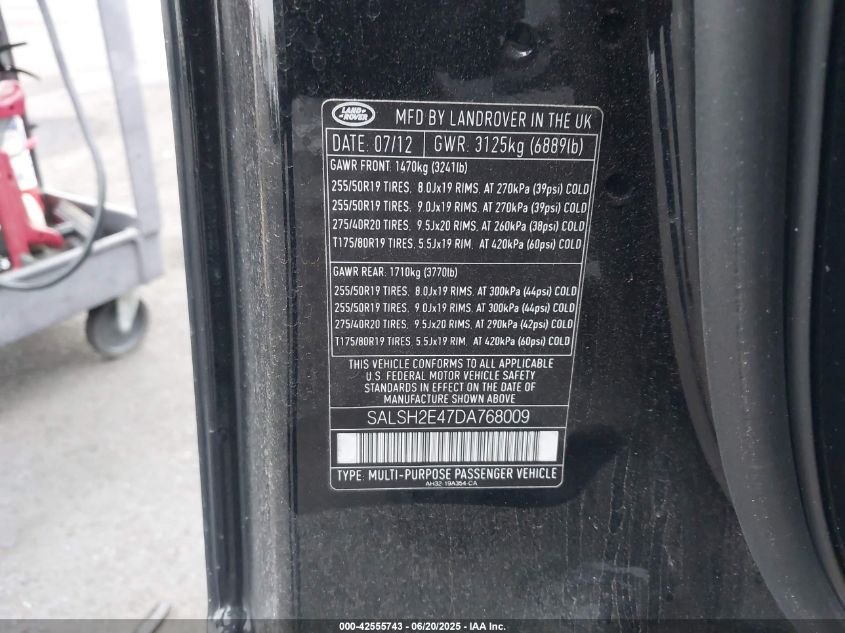 LAND ROVER
MFD BY LANDROVER IN THE UK
DATE: 07/12 GWR: 3125kg (6889lb)
GAWR FRONT: 1470kg (3241lb)
255/50R19 TIRES, 8.0Jx19 RIMS, AT 270kPa (39psi) COLD
255/50R19 TIRES, 9.0Jx19 RIMS, AT 270kPa (39psi) COLD
275/40R20 TIRES, 9.5Jx20 RIMS, AT 260kPa (38psi) COLD
T175/80R19 TIRES, 5.5Jx19 RIM, AT 420kPa (60psi) COLD
GAWR REAR: 1710kg (3770lb)
255/50R19 TIRES, 8.0Jx19 RIMS, AT 300kPa (44psi) COLD
255/50R19 TIRES, 9.0Jx19 RIMS, AT 300kPa (44psi) COLD
275/40R20 TIRES, 9.5Jx20 RIMS, AT 290kPa (42psi) COLD
T175/80R19 TIRES, 5.5Jx19 RIM, AT 420kPa (60psi) COLD
THIS VEHICLE CONFORMS TO ALL APPLICABLE
U.S. FEDERAL MOTOR VEHICLE SAFETY
STANDARDS IN EFFECT ON THE DATE OF
MANUFACTURE SHOWN ABOVE
SALSH2E47DA768009
TYPE: MULTI-PURPOSE PASSENGER VEHICLE
AH32-19A354-CA
000-42555743 - 06/20/2025 - IAA Inc.